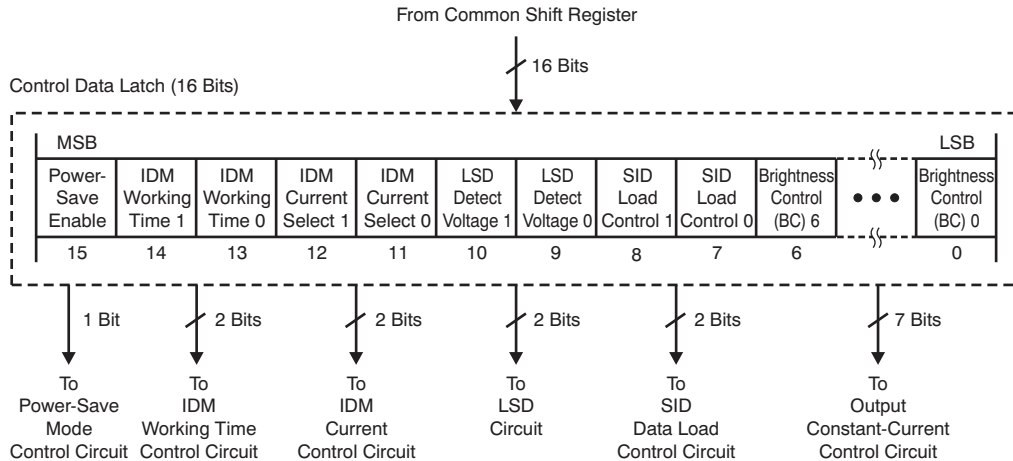 From Common Shift Register
16 Bits
Control Data Latch (16 Bits)
MSB
LSB
Power-
Save
Enable
IDM
Working
Time 1
IDM
Working
Time 0
IDM
Current
Select 1
IDM
Current
Select 0
LSD
Detect
Voltage 1
LSD
Detect
Voltage 0
SID
Load
Control 1
SID
Load
Control 0
Brightness
Control
(BC) 6
• • •
Brightness
Control
(BC) 0
15 14 13 12 11 10 9 8 7 6 0
1 Bit
2 Bits
2 Bits
2 Bits
2 Bits
7 Bits
To
Power-Save
Mode
Control Circuit
To
IDM
Working Time
Control Circuit
To
IDM
Current
Control Circuit
To
LSD
Circuit
To
SID
Data Load
Control Circuit
To
Output
Constant-Current
Control Circuit